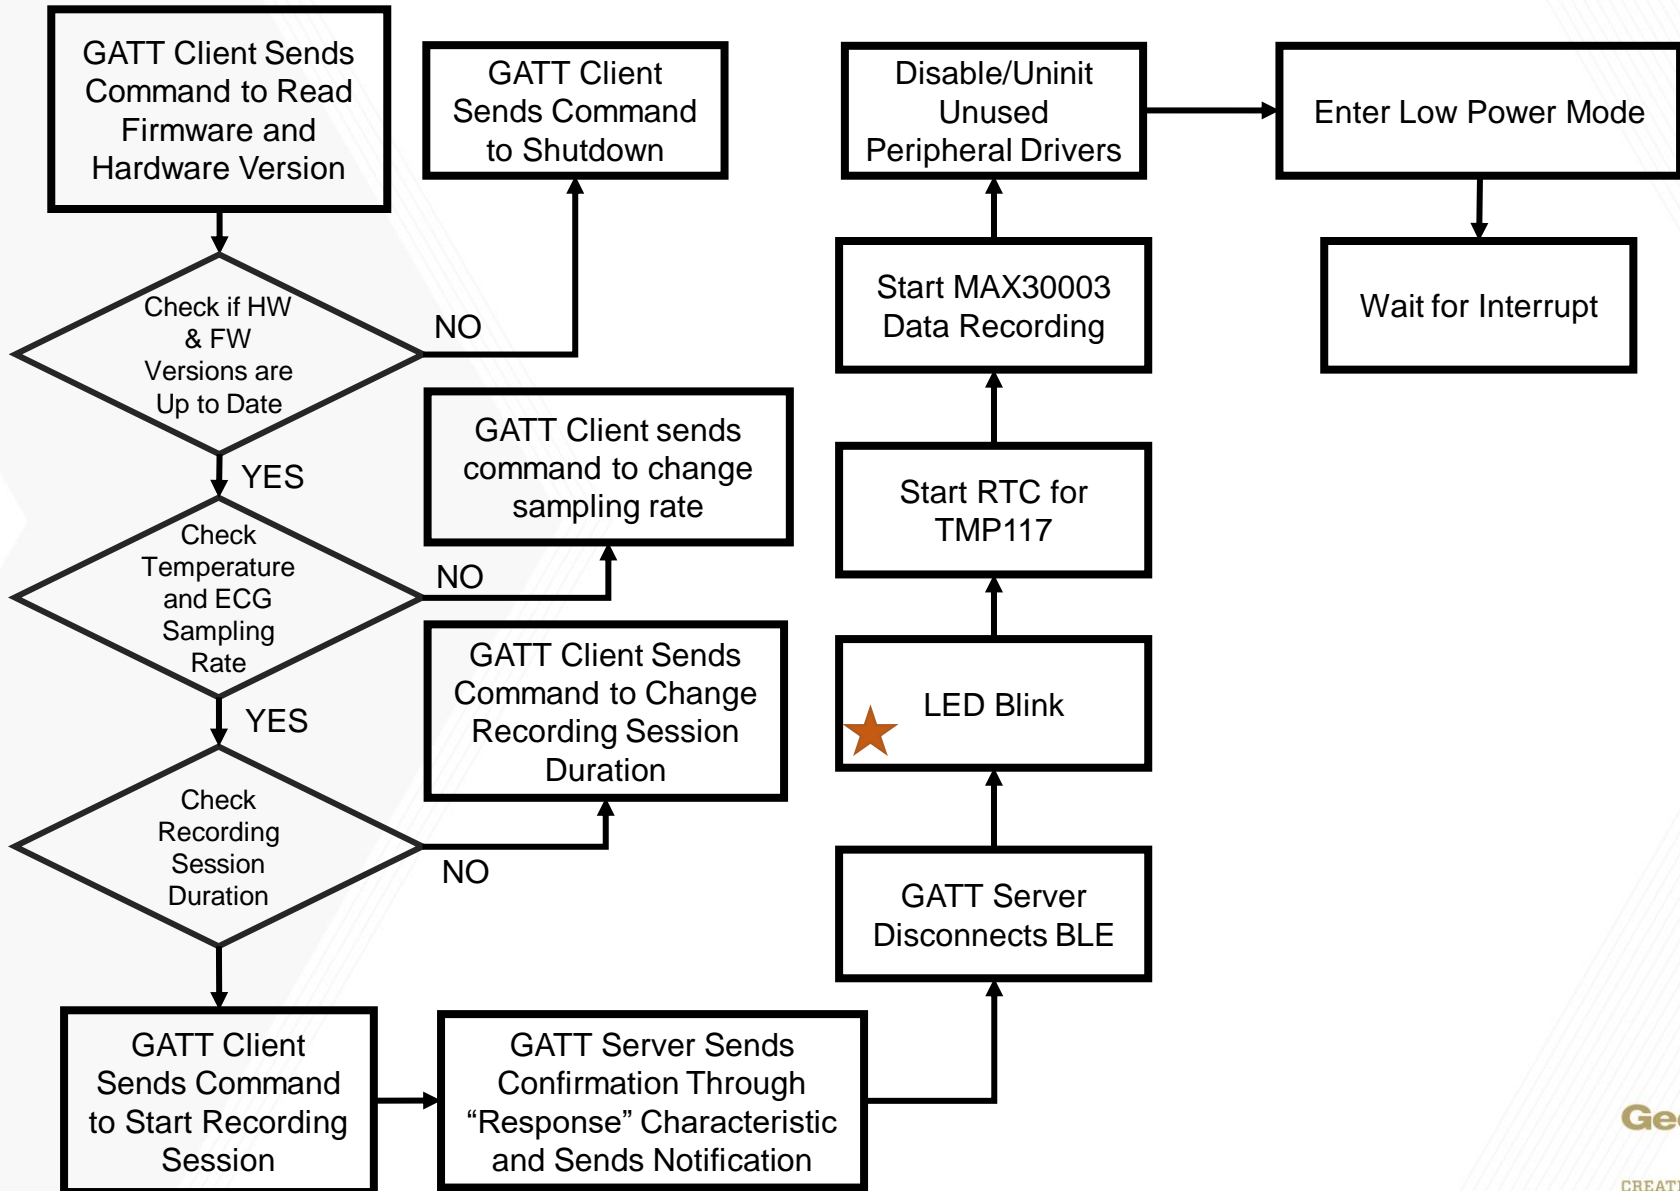 GATT Client Sends
Command to Read
Firmware and
Hardware Version
GATT Client
Sends Command
to Shutdown
Check if HW
& FW
Versions are
Up to Date
NO
YES
GATT Client sends
command to change
sampling rate
Check
Temperature
and ECG
Sampling
Rate
NO
YES
GATT Client Sends
Command to Change
Recording Session
Duration
Check
Recording
Session
Duration
NO
GATT Client
Sends Command
to Start Recording
Session
GATT Server Sends
Confirmation Through
“Response” Characteristic
and Sends Notification
GATT Server
Disconnects BLE
LED Blink
Start RTC for
TMP117
Start MAX30003
Data Recording
Disable/Uninit
Unused
Peripheral Drivers
Enter Low Power Mode
Wait for Interrupt